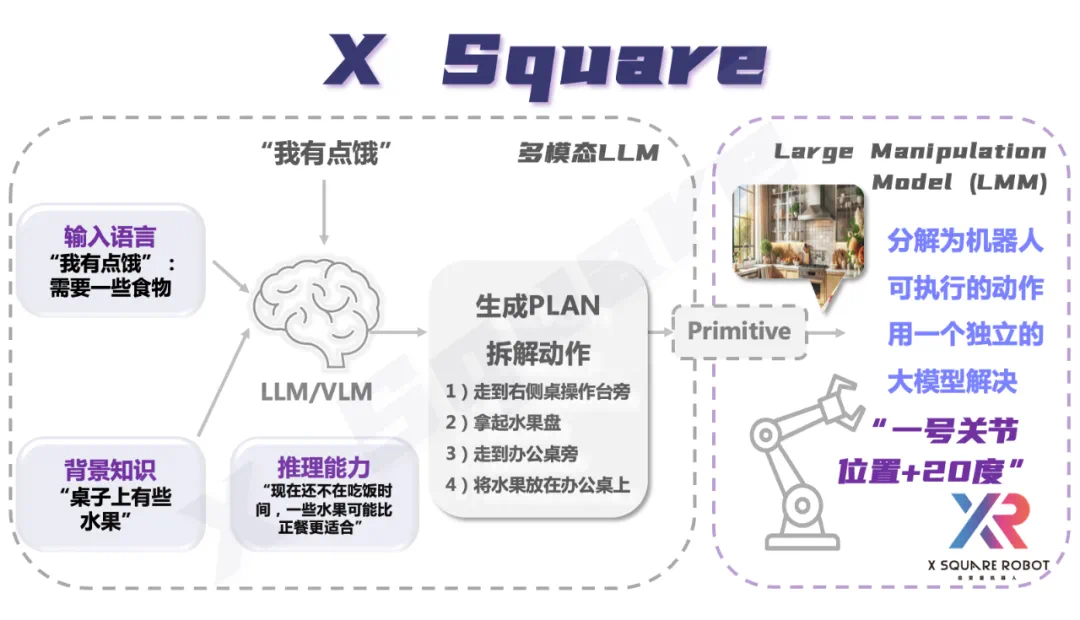 X Square
“我有点饿”
多模态LLM
输入语言
“我有点饿”：
需要一些食物
LLM/VLM
背景知识
“桌子上有些
水果”
推理能力
“现在还不在吃饭时
间，一些水果可能比
正餐更适合”
生成PLAN
拆解动作
1）走到右侧桌操作台旁
2）拿起水果盘
3）走到办公桌旁
4）将水果放在办公桌上
Primitive
Large Manipulation
Model (LMM)
分解为机器人
可执行的动作
用一个独立的
大模型解决
“一号关节
位置+20度”
XR
X SQUARE ROBOT
X Square